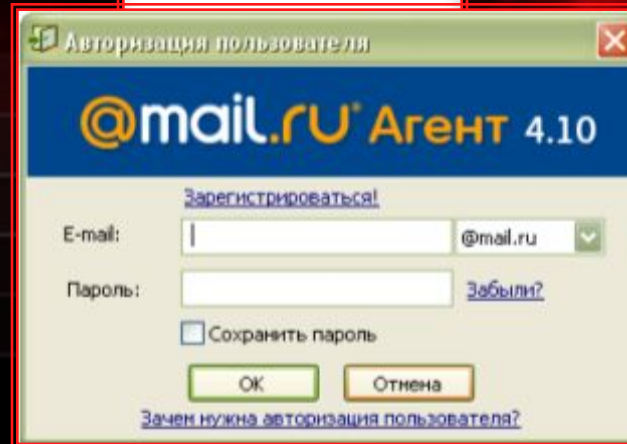 Авторизация пользователя
@mail.ru® Агент 4.10
Зарегистрироваться!
E-mail: @mail.ru
Пароль: Забыли?
Сохранить пароль
ОК Отмена
Зачем нужна авторизация пользователя?